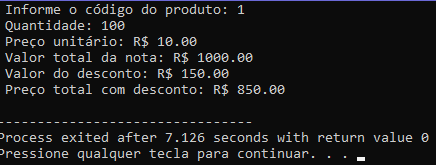 Informe o código do produto: 1
Quantidade: 100
Preço unitário: R$ 10.00
Valor total da nota: R$ 1000.00
Valor do desconto: R$ 150.00
Preço total com desconto: R$ 850.00
--------------------------------
Process exited after 7.126 seconds with return value 0
Pressione qualquer tecla para continuar. . .